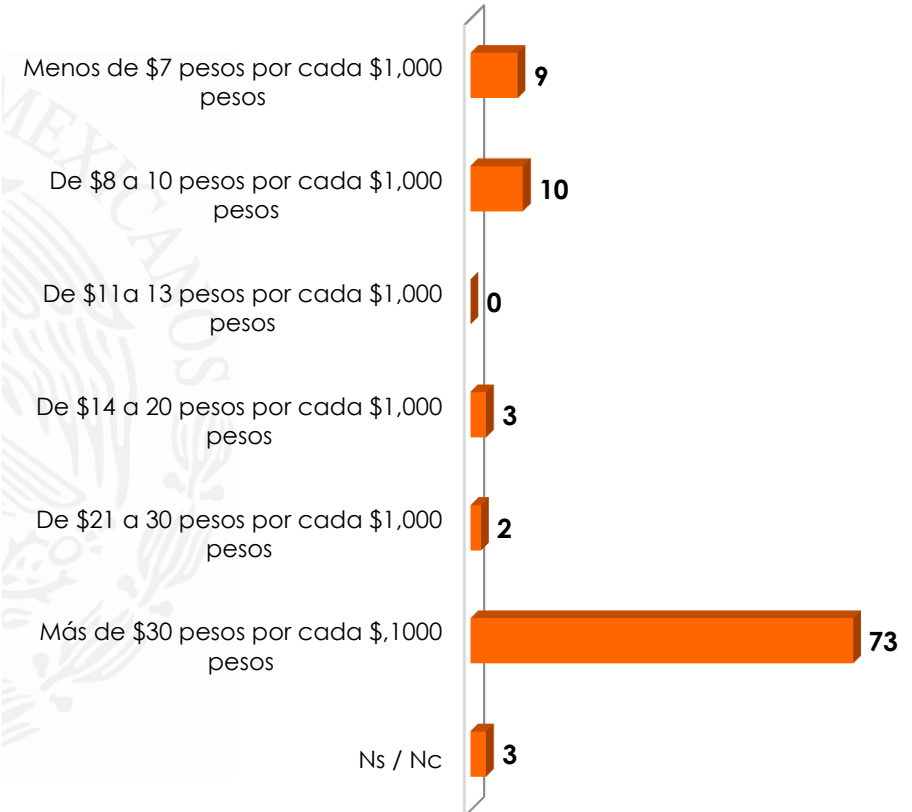 Menos de $7 pesos por cada $1,000
pesos
9
De $8 a 10 pesos por cada $1,000
pesos
10
De $11a 13 pesos por cada $1,000
pesos
0
De $14 a 20 pesos por cada $1,000
pesos
3
De $21 a 30 pesos por cada $1,000
pesos
2
Más de $30 pesos por cada $,1000
pesos
73
Ns / Nc
3
MEXICANOS